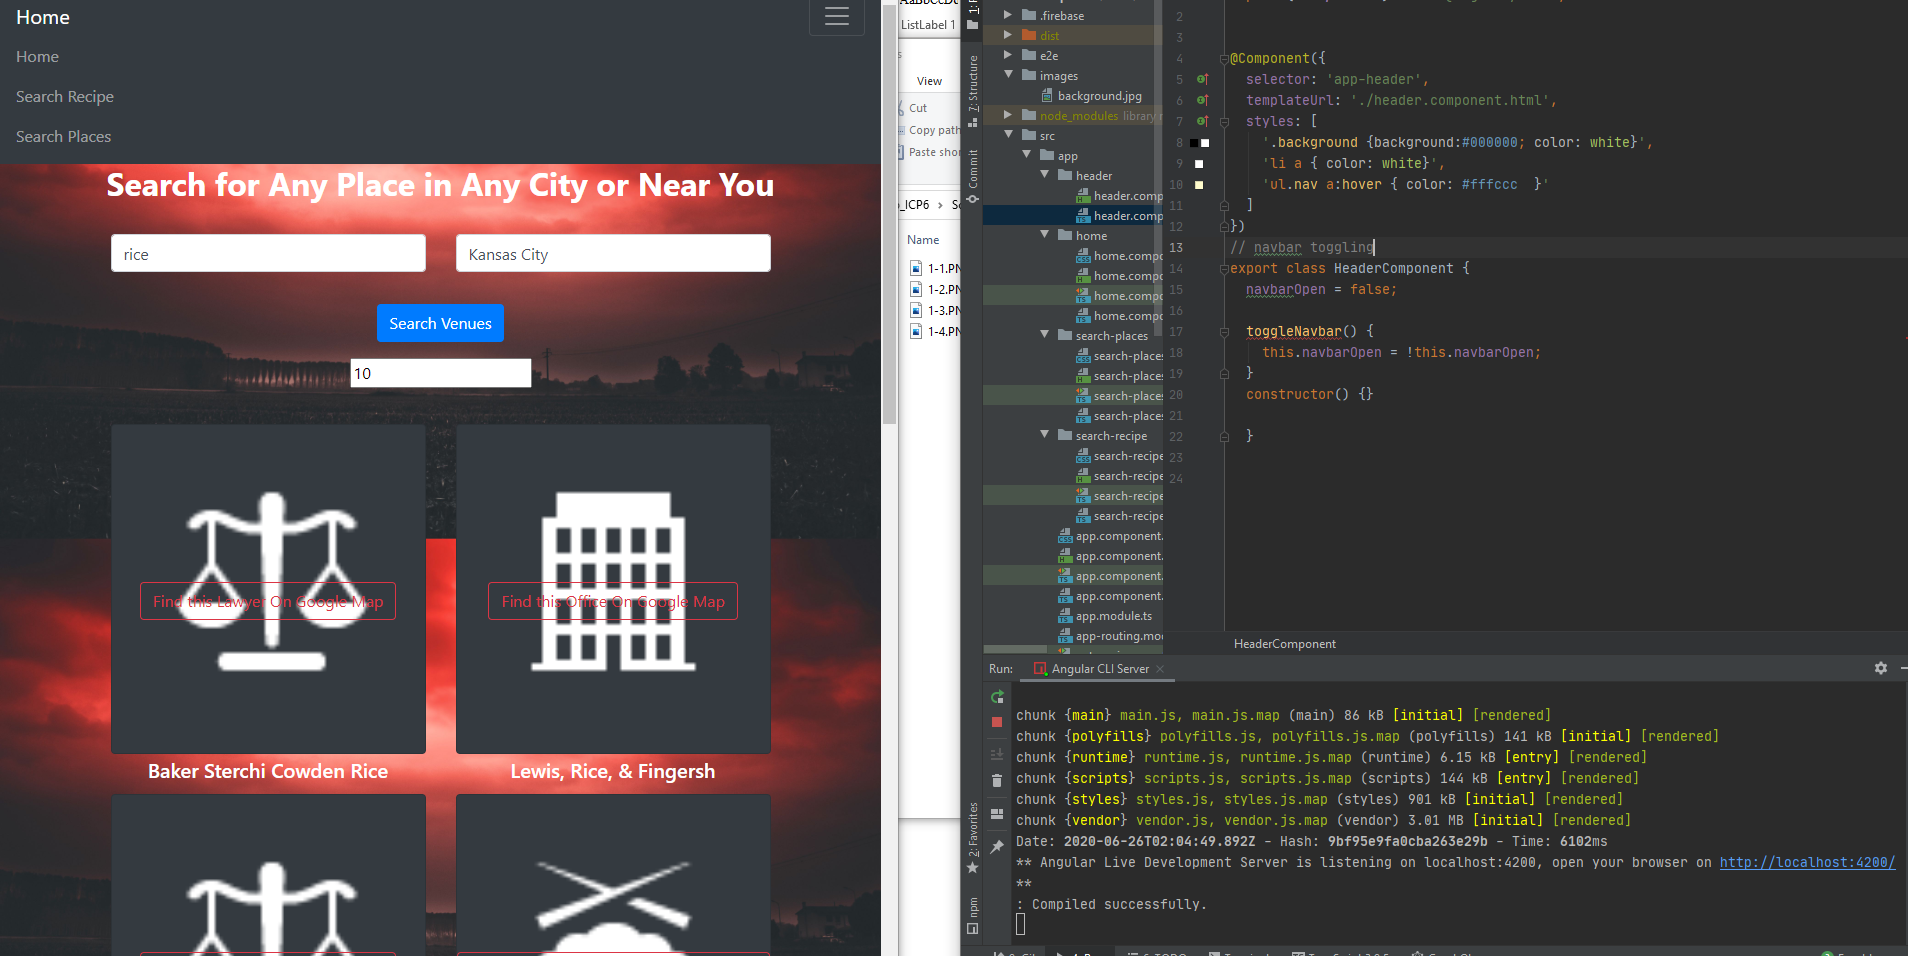 Home
Home
Search Recipe
Search Places
Search for Any Place in Any City or Near You
rice
Kansas City
Search Venues
10
Find this Lawyer On Google Map
Find this Office On Google Map
Baker Sterchi Cowden Rice
Lewis, Rice, & Fingersh
ListLabel 1
View
Cut
Copy path
Paste shor
_ICP6 › Sc
Name
1-1.PN
1-2.PN
1-3.PN
1-4.PN
7: Structure
Commit
2: Favorites
npm
.firebase
dist
e2e
images
background.jpg
node_modules library r
src
app
header
header.comp
header.comp
home
home.compo
home.compo
home.compo
home.compo
search-places
search-places
search-places
search-places
search-places
search-recipe
search-recipe
search-recipe
search-recipe
search-recipe
app.component.
app.component.
app.component.
app.component.
app.module.ts
app-routing.mod
2
3
4 @Component({
5 selector: 'app-header',
6 templateUrl: './header.component.html',
7 styles: [
8 '.background {background:#000000; color: white}',
9 'li a { color: white}',
10 'ul.nav a:hover { color: #fffccc  }'
11 ]
12 })
13 // navbar toggling
14 export class HeaderComponent {
15 navbarOpen = false;
16
17 toggleNavbar() {
18 this.navbarOpen = !this.navbarOpen;
19 }
20 constructor() {}
21
22 }
23
24
HeaderComponent
Run: Angular CLI Server
chunk {main} main.js, main.js.map (main) 86 kB [initial] [rendered]
chunk {polyfills} polyfills.js, polyfills.js.map (polyfills) 141 kB [initial] [rendered]
chunk {runtime} runtime.js, runtime.js.map (runtime) 6.15 kB [entry] [rendered]
chunk {scripts} scripts.js, scripts.js.map (scripts) 144 kB [entry] [rendered]
chunk {styles} styles.js, styles.js.map (styles) 901 kB [initial] [rendered]
chunk {vendor} vendor.js, vendor.js.map (vendor) 3.01 MB [initial] [rendered]
Date: 2020-06-26T02:04:49.892Z - Hash: 9bf95e9fa0cba263e29b - Time: 6102ms
** Angular Live Development Server is listening on localhost:4200, open your browser on http://localhost:4200/
**
: Compiled successfully.